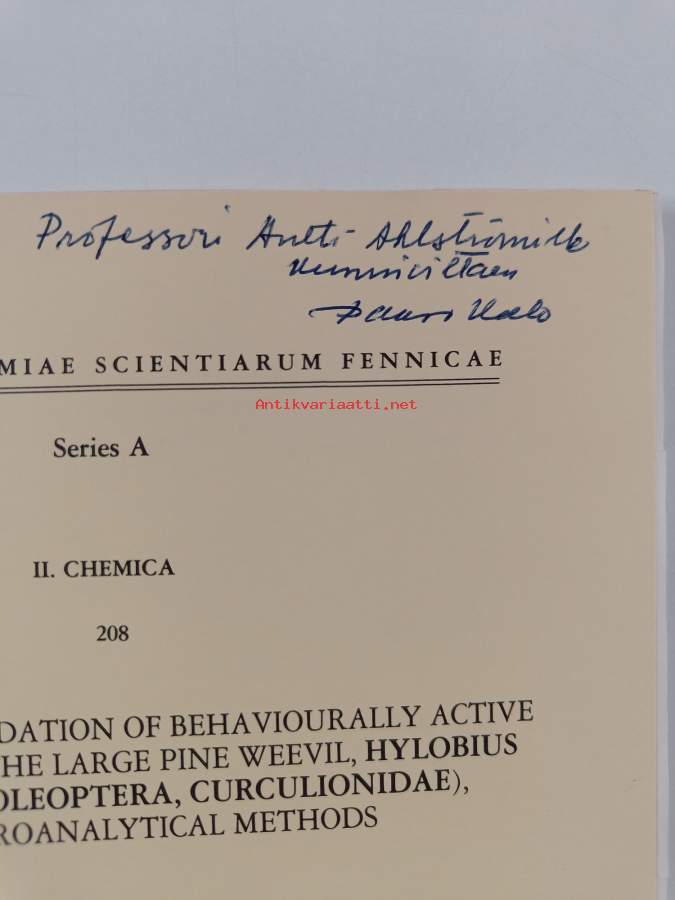 Professori Antti Ahlströmille
kunnioittaen
MIAE SCIENTIARUM FENNICAE
Antikvariaatti.net
Series A
II. CHEMICA
208
DATION OF BEHAVIOURALLY ACTIVE
HE LARGE PINE WEEVIL, HYLOBIUS
OLEOPTERA, CURCULIONIDAE),
ROANALYTICAL METHODS